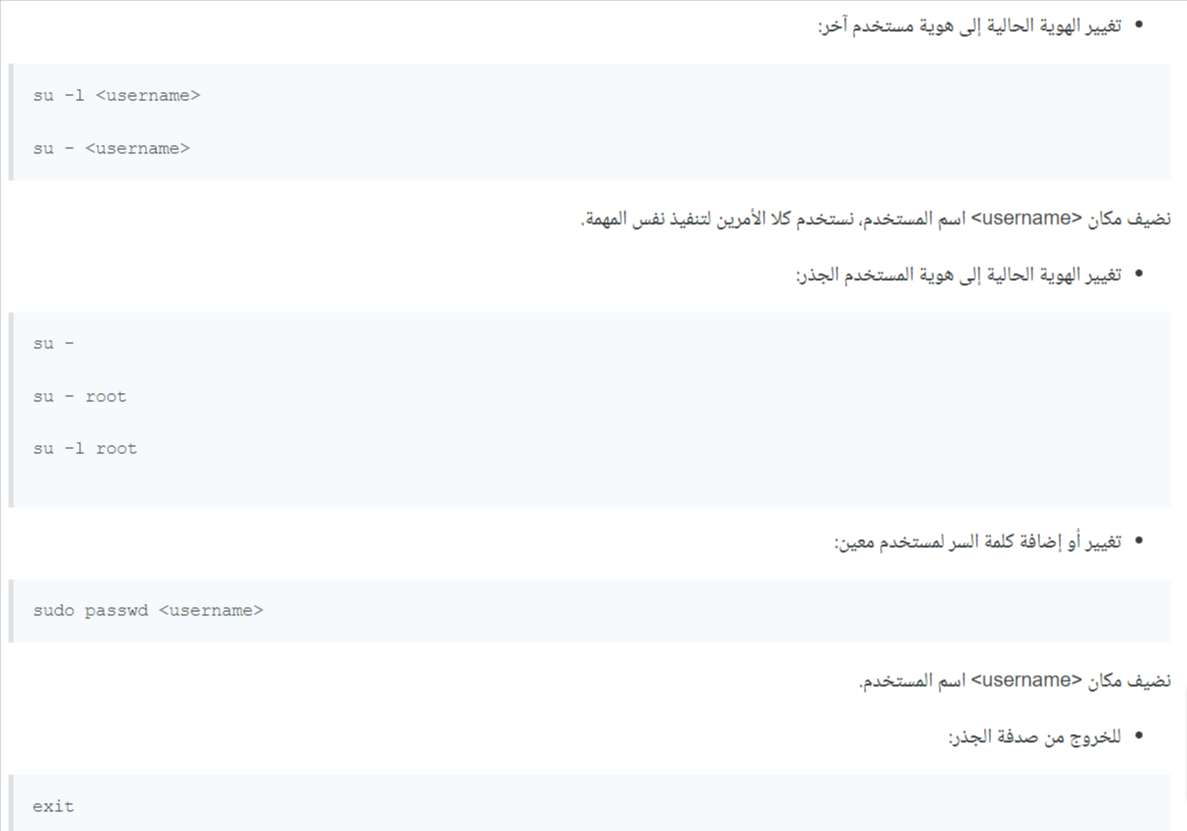 • تغيير الهوية الحالية إلى هوية مستخدم آخر:
su -l <username>
su - <username>
نضيف مكان <username> اسم المستخدم، نستخدم كلا الأمرين لتنفيذ نفس المهمة.
• تغيير الهوية الحالية إلى هوية المستخدم الجذر:
su -
su - root
su -l root
• تغيير أو إضافة كلمة السر لمستخدم معين:
sudo passwd <username>
نضيف مكان <username> اسم المستخدم.
• للخروج من صدفة الجذر:
exit